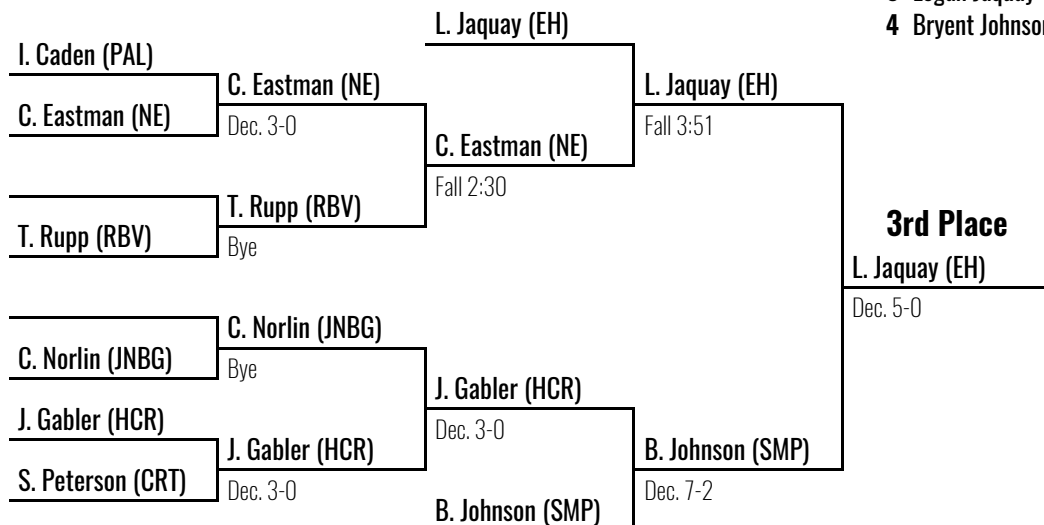 3 Logan Jaquay
4 Bryent Johnson
L. Jaquay (EH)
I. Caden (PAL)
C. Eastman (NE)
L. Jaquay (EH)
C. Eastman (NE)
Dec. 3-0
Fall 3:51
C. Eastman (NE)
Fall 2:30
T. Rupp (RBV)
T. Rupp (RBV)
Bye
3rd Place
L. Jaquay (EH)
Dec. 5-0
C. Norlin (JNBG)
C. Norlin (JNBG)
Bye
J. Gabler (HCR)
J. Gabler (HCR)
Dec. 3-0
J. Gabler (HCR)
B. Johnson (SMP)
S. Peterson (CRT)
Dec. 3-0
Dec. 7-2
B. Johnson (SMP)